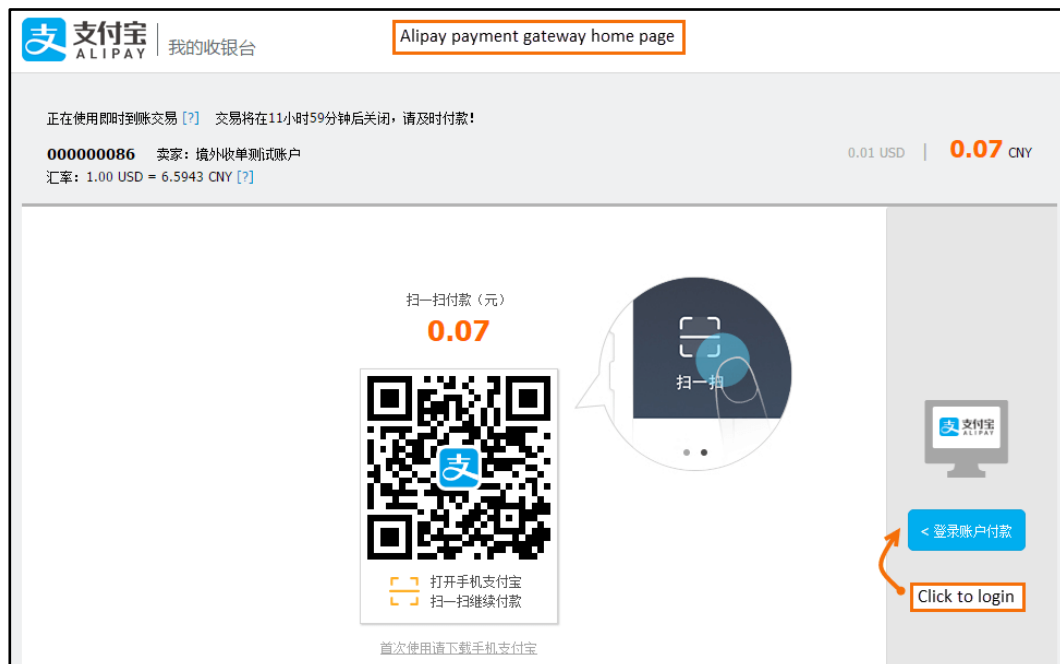 支付宝
ALIPAY
我的收银台
Alipay payment gateway home page
正在使用即时到账交易 [?] 交易将在11小时59分钟后关闭，请及时付款！
000000086 卖家：境外收单测试账户
0.01 USD | 0.07 CNY
汇率：1.00 USD = 6.5943 CNY [?]
扫一扫付款（元）
0.07
扫一扫
支
打开手机支付宝
扫一扫继续付款
首次使用请下载手机支付宝
支付宝
ALIPAY
< 登录账户付款
Click to login